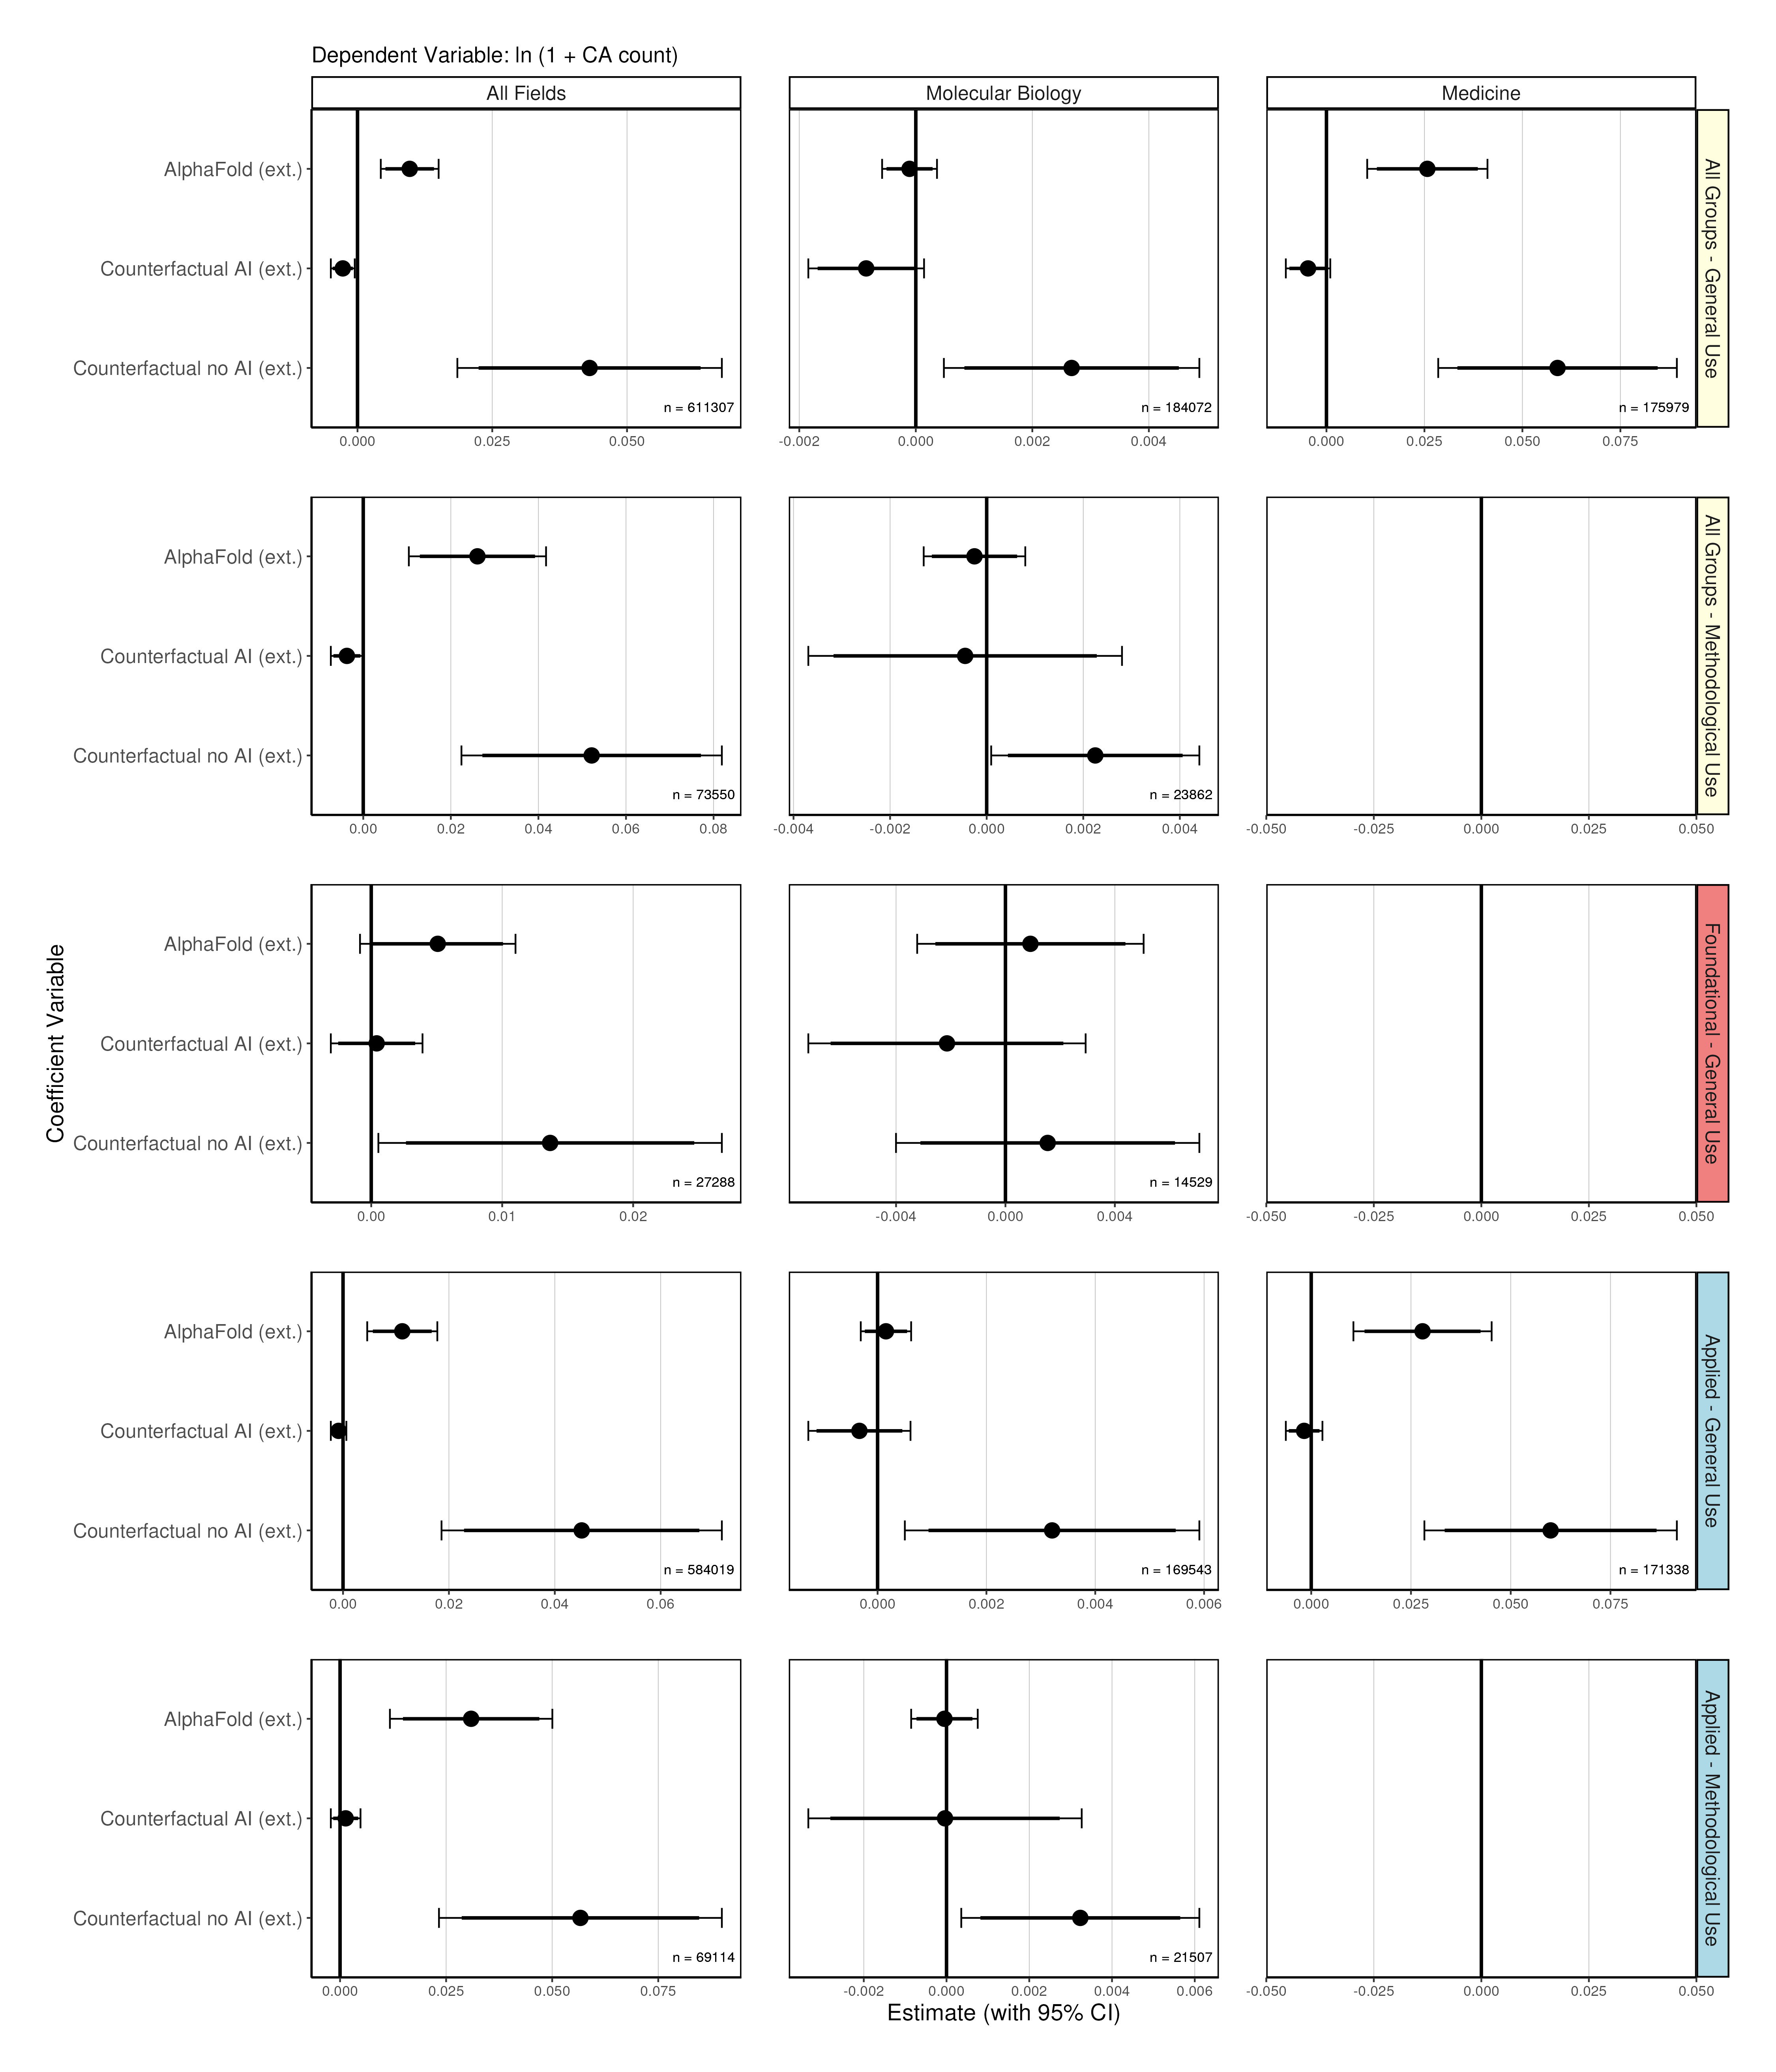 Dependent Variable: ln (1 + CA count)
All Fields
Molecular Biology
Medicine
AlphaFold (ext.)
Counterfactual AI (ext.)
Counterfactual no AI (ext.)
n = 611307
n = 184072
n = 175979
0.000 0.025 0.050
-0.002 0.000 0.002 0.004
0.000 0.025 0.050 0.075
All Groups - General Use
AlphaFold (ext.)
Counterfactual AI (ext.)
Counterfactual no AI (ext.)
n = 73550
n = 23862
0.00 0.02 0.04 0.06 0.08
-0.004 -0.002 0.000 0.002 0.004
-0.050 -0.025 0.000 0.025 0.050
All Groups - Methodological Use
Coefficient Variable
AlphaFold (ext.)
Counterfactual AI (ext.)
Counterfactual no AI (ext.)
n = 27288
n = 14529
0.00 0.01 0.02
-0.004 0.000 0.004
-0.050 -0.025 0.000 0.025 0.050
Foundational - General Use
AlphaFold (ext.)
Counterfactual AI (ext.)
Counterfactual no AI (ext.)
n = 584019
n = 169543
n = 171338
0.00 0.02 0.04 0.06
0.000 0.002 0.004 0.006
0.000 0.025 0.050 0.075
Applied - General Use
AlphaFold (ext.)
Counterfactual AI (ext.)
Counterfactual no AI (ext.)
n = 69114
n = 21507
0.000 0.025 0.050 0.075
-0.002 0.000 0.002 0.004 0.006
-0.050 -0.025 0.000 0.025 0.050
Applied - Methodological Use
Estimate (with 95% CI)